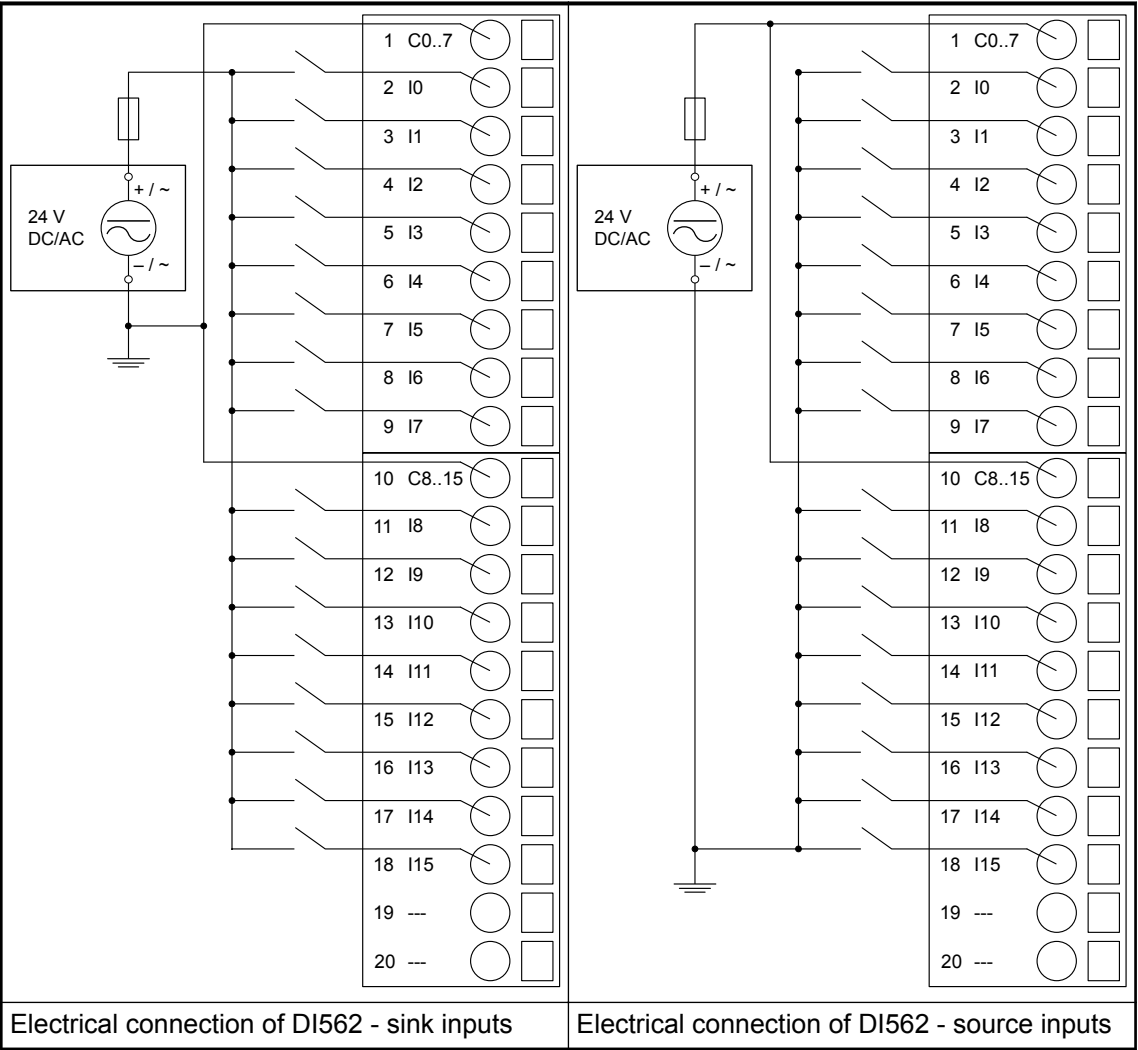 1 C0..7
2 I0
3 I1
4 I2
5 I3
6 I4
7 I5
8 I6
9 I7
10 C8..15
11 I8
12 I9
13 I10
14 I11
15 I12
16 I13
17 I14
18 I15
19 ---
20 ---
+ / ~
24 V
DC/AC
– / ~
Electrical connection of DI562 - sink inputs
1 C0..7
2 I0
3 I1
4 I2
5 I3
6 I4
7 I5
8 I6
9 I7
10 C8..15
11 I8
12 I9
13 I10
14 I11
15 I12
16 I13
17 I14
18 I15
19 ---
20 ---
+ / ~
24 V
DC/AC
– / ~
Electrical connection of DI562 - source inputs